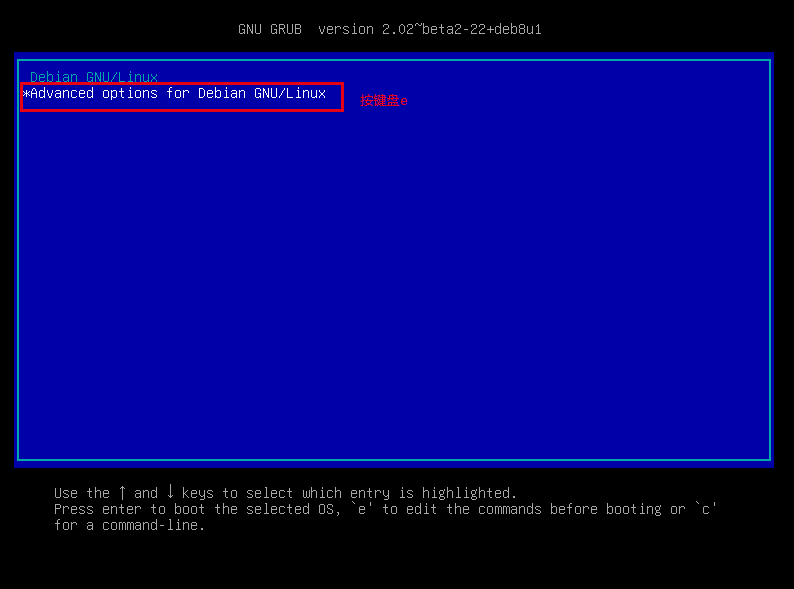 GNU GRUB  version 2.02~beta2-22+deb8u1
Debian GNU/Linux
*Advanced options for Debian GNU/Linux
按键盘e
Use the ↑ and ↓ keys to select which entry is highlighted.
Press enter to boot the selected OS, `e' to edit the commands before booting or `c'
for a command-line.